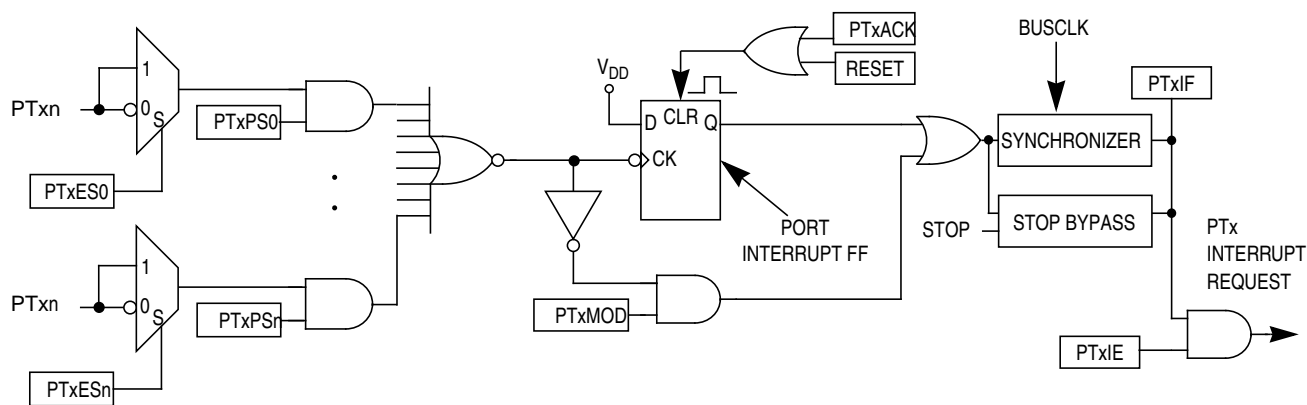 PTxn
1
0
S
PTxES0
PTxPS0
PTxn
1
0
S
PTxESn
PTxPSn
VDD
D
CLR
Q
CK
PTxACK
RESET
PORT
INTERRUPT FF
PTxMOD
BUSCLK
SYNCHRONIZER
STOP
STOP BYPASS
PTxIF
PTx
INTERRUPT
REQUEST
PTxIE